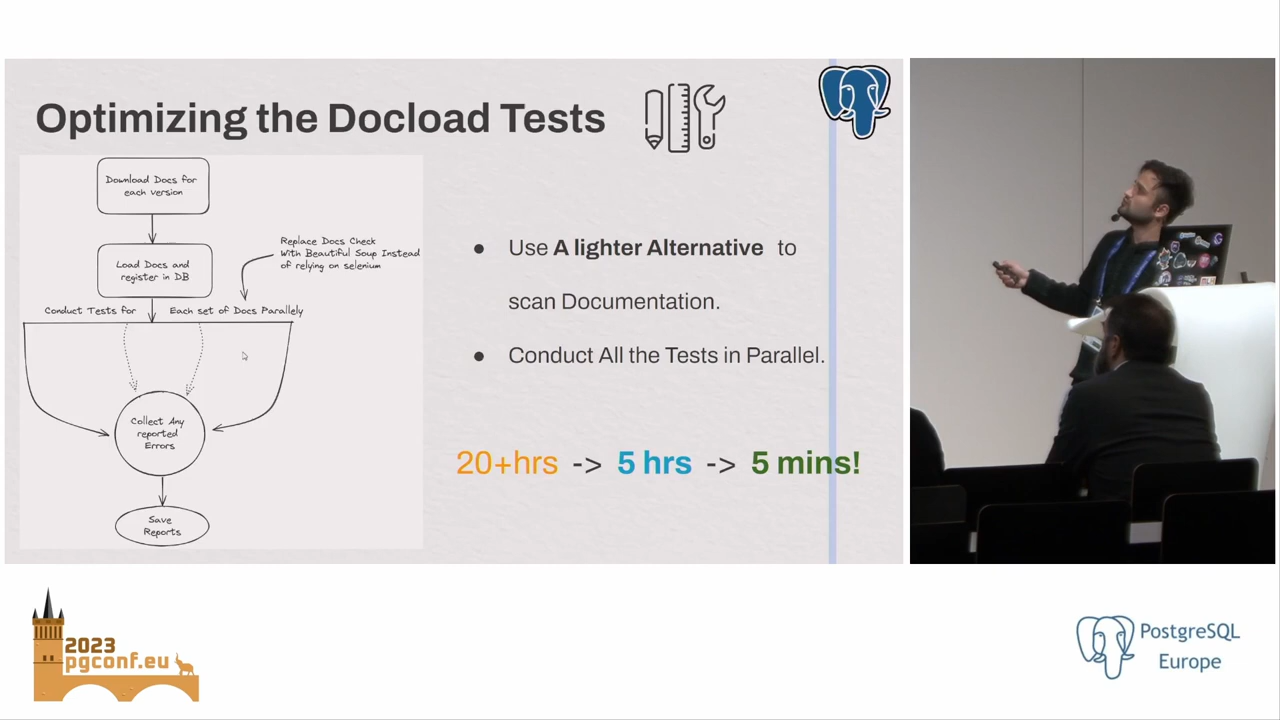 Optimizing the Docload Tests
Download Docs for
each version
Load Docs and
register in DB
Replace Docs Check
With Beautiful Soup Instead
of relying on selenium
Conduct Tests for
Each set of Docs Parallely
Collect Any
reported
Errors
Save
Reports
● Use A lighter Alternative to
scan Documentation.
● Conduct All the Tests in Parallel.
20+hrs -> 5 hrs -> 5 mins!
2023
pgconf.eu
PostgreSQL
Europe